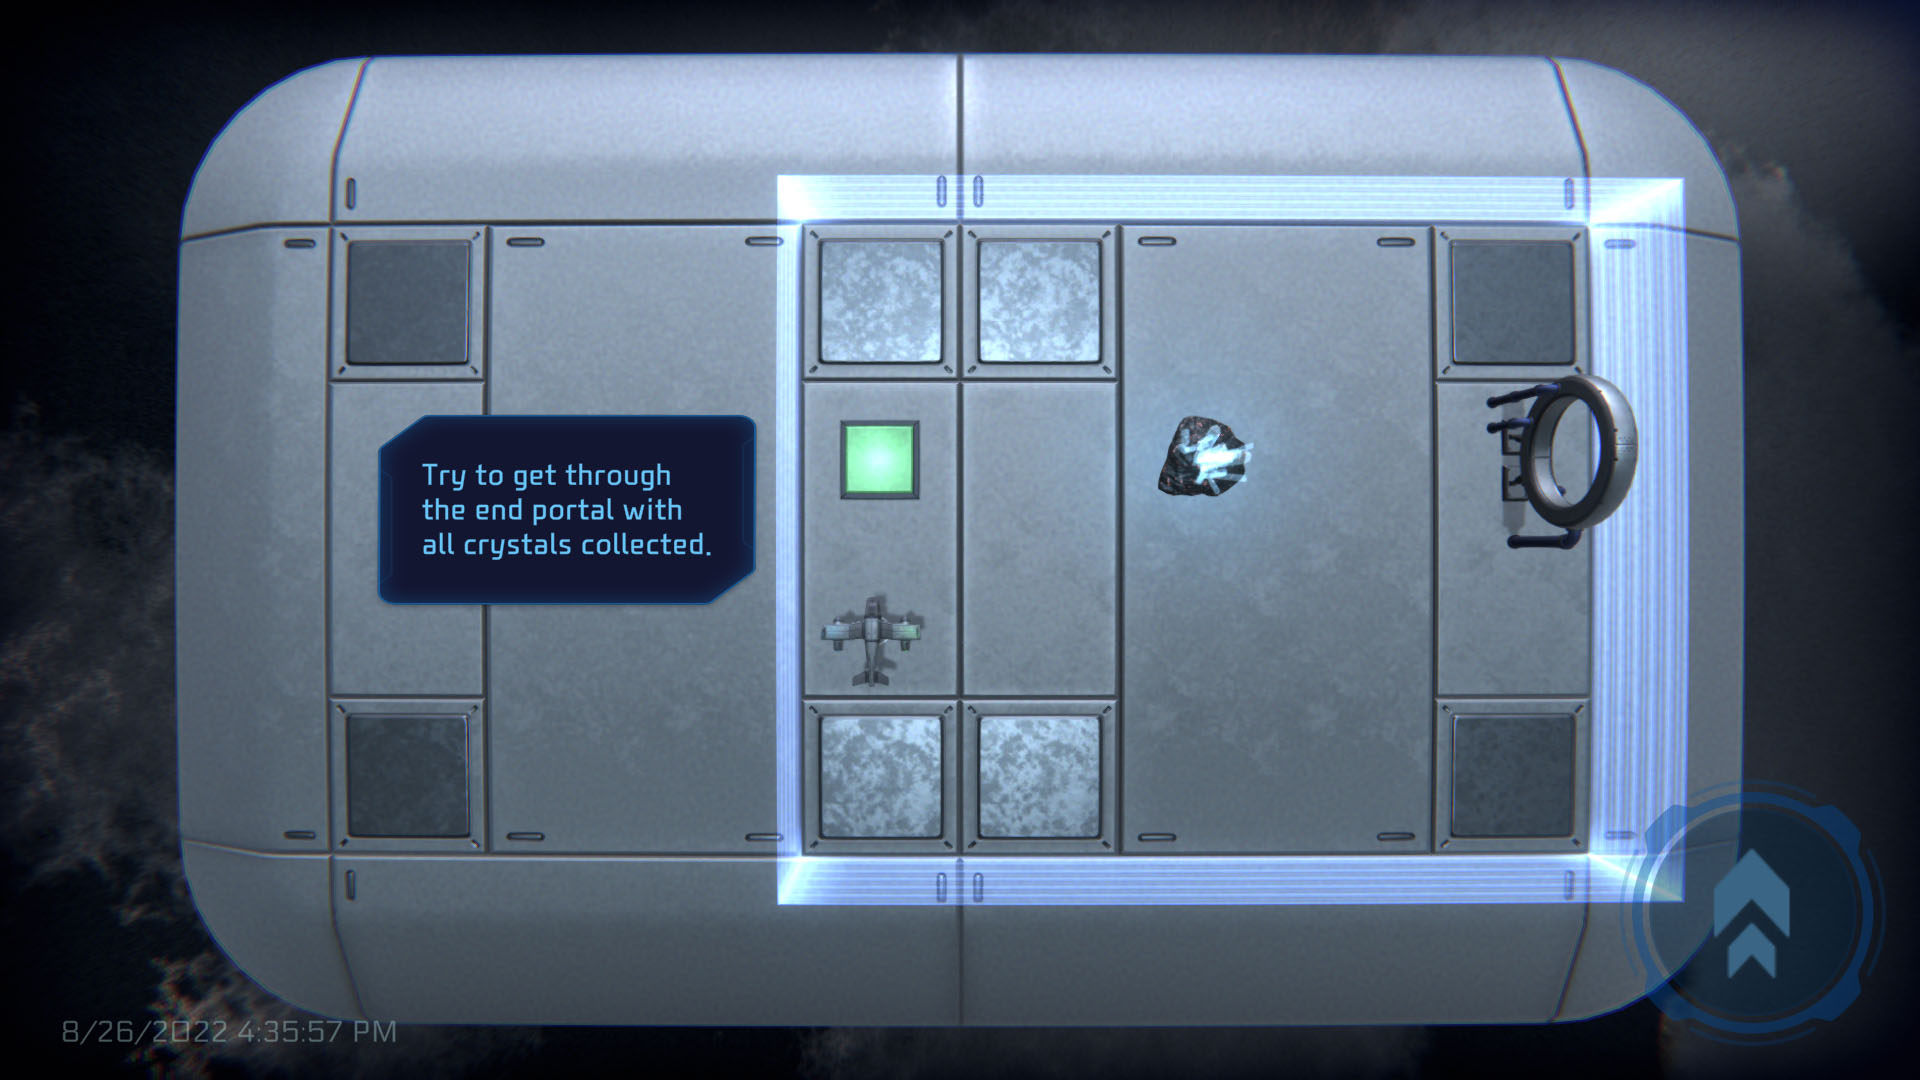 Try to get through
the end portal with
all crystals collected.
8/26/2022 4:35:57 PM